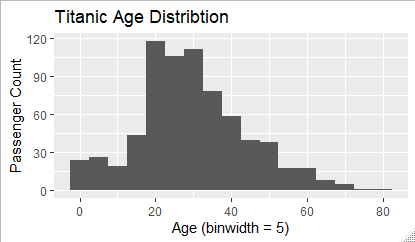 Titanic Age Distribtion
120
90
60
30
0
Passenger Count
0 20 40 60 80
Age (binwidth = 5)